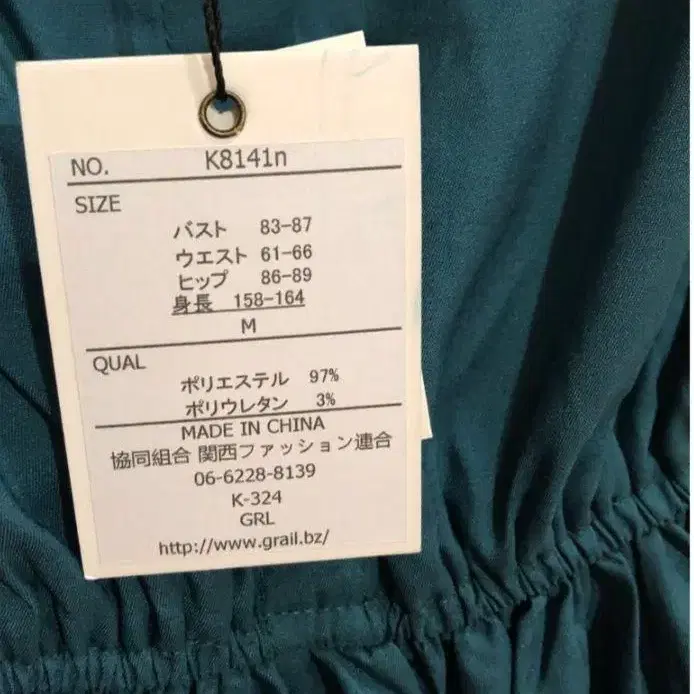 NO. K8141n
SIZE
バスト 83-87
ウエスト 61-66
ヒップ 86-89
身長 158-164
M
QUAL
ポリエステル 97%
ポリウレタン 3%
MADE IN CHINA
協同組合 関西ファッション連合
06-6228-8139
K-324
GRL
http://www.grail.bz/